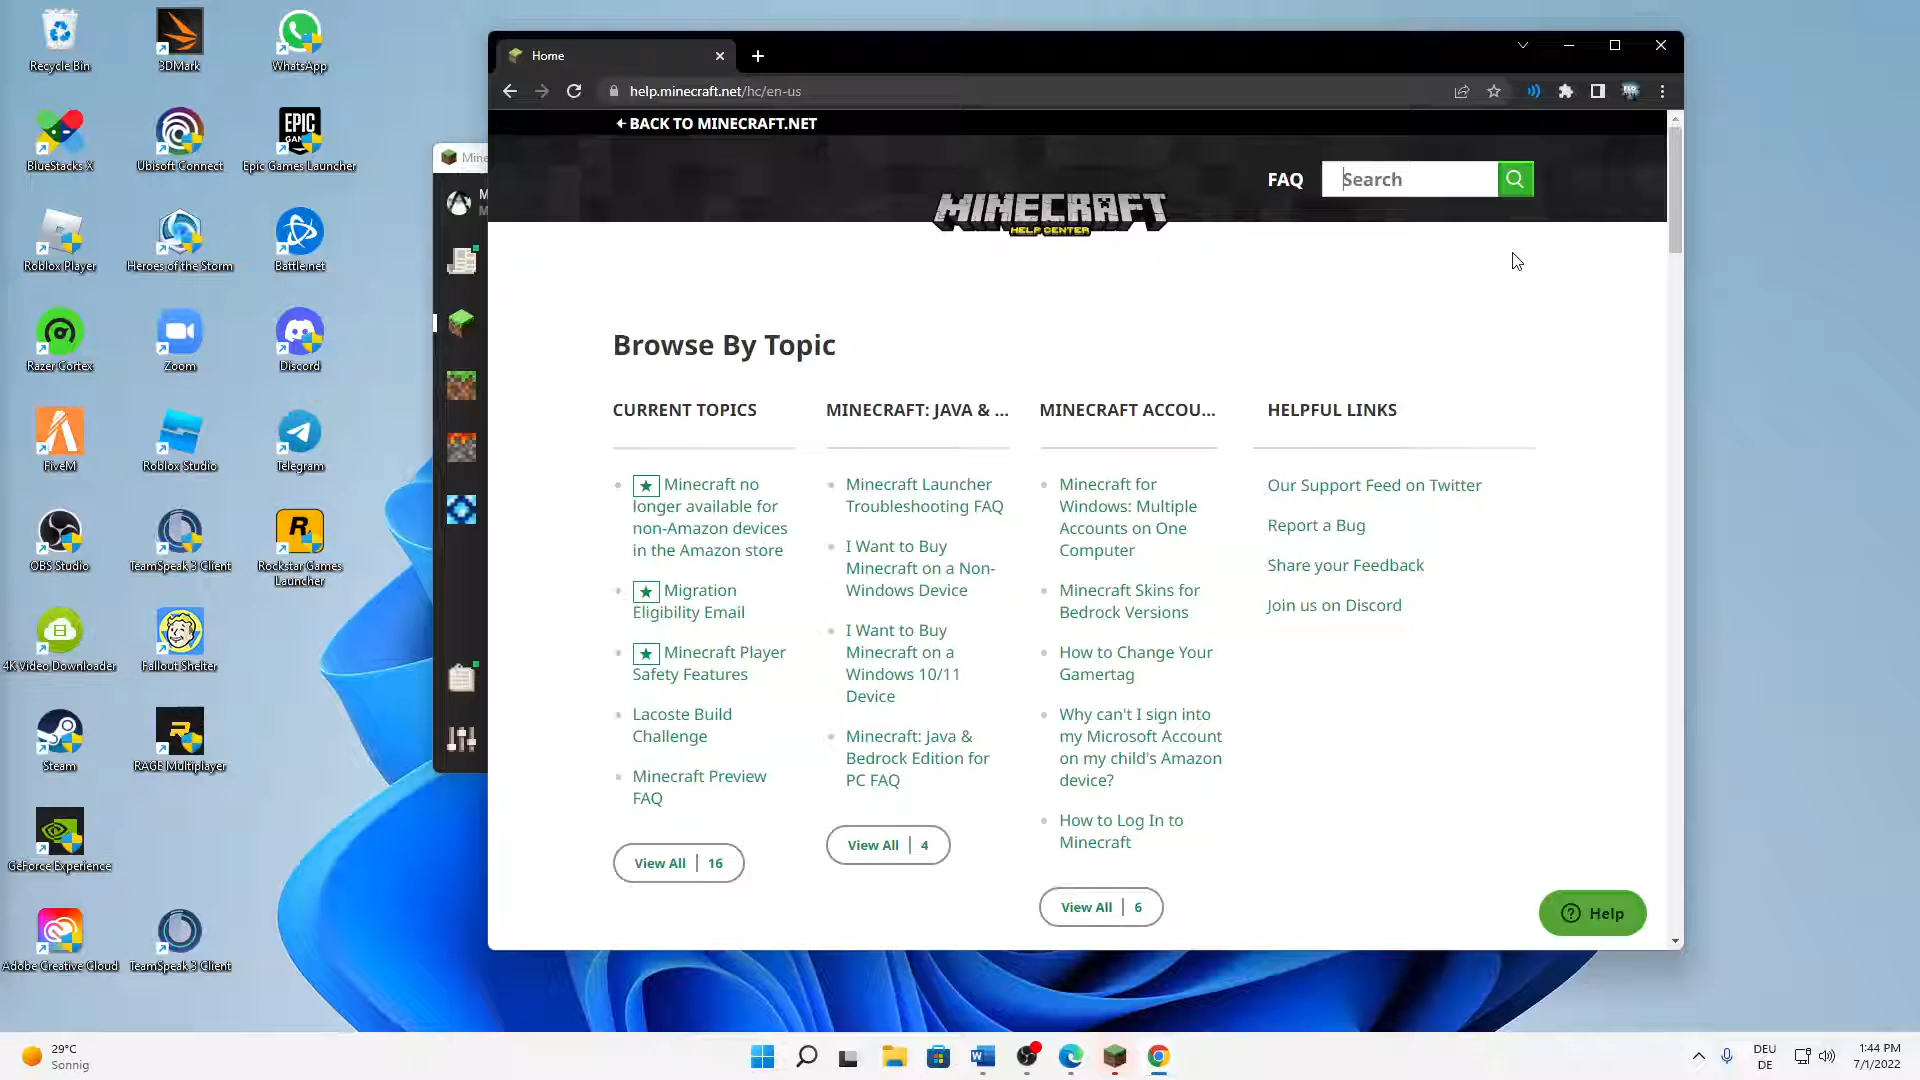 Recycle Bin
3DMark
WhatsApp
BlueStacks X
Ubisoft Connect
EPIC
GAMES
Epic Games Launcher
Roblox Player
Heroes of the Storm
Battle.net
Razer Cortex
Zoom
Discord
FiveM
Roblox Studio
Telegram
OBS Studio
TeamSpeak 3 Client
Rockstar Games
Launcher
4K Video Downloader
Fallout Shelter
Steam
RAGE Multiplayer
GeForce Experience
Adobe Creative Cloud
TeamSpeak 3 Client
Mine
M
M
Home
help.minecraft.net/hc/en-us
BACK TO MINECRAFT.NET
MINECRAFT
HELP CENTER
FAQ
Search
Browse By Topic
CURRENT TOPICS
Minecraft no
longer available for
non-Amazon devices
in the Amazon store
Migration
Eligibility Email
Minecraft Player
Safety Features
Lacoste Build
Challenge
Minecraft Preview
FAQ
View All | 16
MINECRAFT: JAVA & ...
Minecraft Launcher
Troubleshooting FAQ
I Want to Buy
Minecraft on a Non-
Windows Device
I Want to Buy
Minecraft on a
Windows 10/11
Device
Minecraft: Java &
Bedrock Edition for
PC FAQ
View All | 4
MINECRAFT ACCOU...
Minecraft for
Windows: Multiple
Accounts on One
Computer
Minecraft Skins for
Bedrock Versions
How to Change Your
Gamertag
Why can't I sign into
my Microsoft Account
on my child's Amazon
device?
How to Log In to
Minecraft
View All | 6
HELPFUL LINKS
Our Support Feed on Twitter
Report a Bug
Share your Feedback
Join us on Discord
Help
29°C
Sonnig
DEU
DE
1:44 PM
7/1/2022